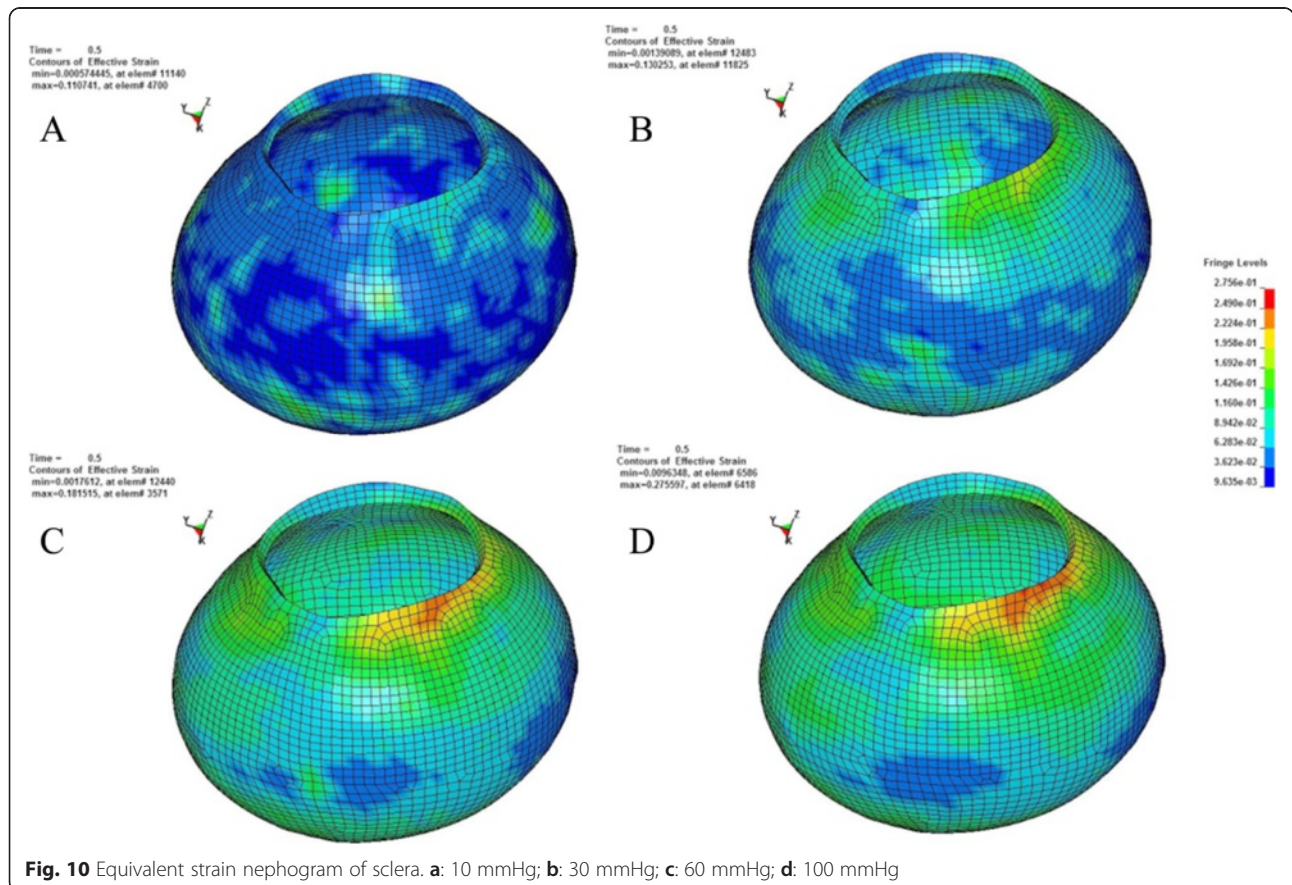 Time =    0.5
Contours of Effective Strain
min=0.000574445, at elem# 11140
max=0.110741, at elem# 4700
Y
Z
X
A
Time =    0.5
Contours of Effective Strain
min=0.00139089, at elem# 12483
max=0.130253, at elem# 11825
Y
Z
X
B
Fringe Levels
2.756e-01
2.490e-01
2.224e-01
1.958e-01
1.692e-01
1.426e-01
1.160e-01
8.942e-02
6.283e-02
3.623e-02
9.635e-03
Time =    0.5
Contours of Effective Strain
min=0.0017612, at elem# 12440
max=0.181515, at elem# 3571
Y
Z
X
C
Time =    0.5
Contours of Effective Strain
min=0.0096348, at elem# 6586
max=0.275597, at elem# 6418
Y
Z
X
D
Fig. 10 Equivalent strain nephogram of sclera. a: 10 mmHg; b: 30 mmHg; c: 60 mmHg; d: 100 mmHg